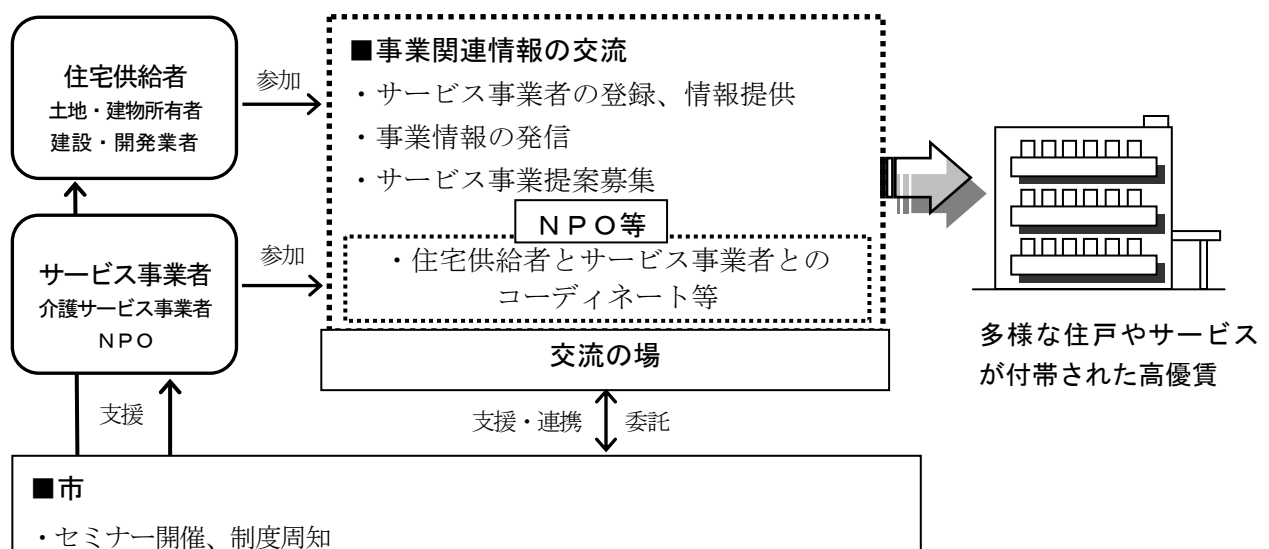 住宅供給者
土地・建物所有者
建設・開発業者
参加
サービス事業者
介護サービス事業者
ＮＰＯ
参加
■事業関連情報の交流
・サービス事業者の登録、情報提供
・事業情報の発信
・サービス事業提案募集
ＮＰＯ等
・住宅供給者とサービス事業者との
コーディネート等
交流の場
多様な住戸やサービス
が付帯された高優賃
支援
支援・連携
委託
■市
・セミナー開催、制度周知